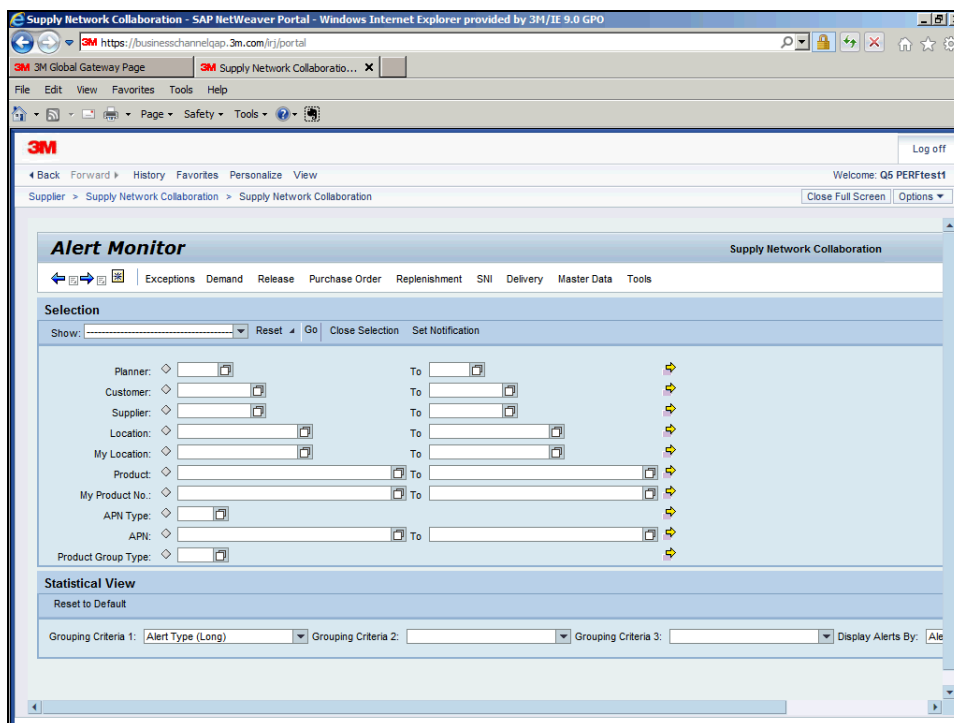 Supply Network Collaboration - SAP NetWeaver Portal - Windows Internet Explorer provided by 3M/IE 9.0 GPO
3M https://businesschannelqap.3m.com/irj/portal
3M 3M Global Gateway Page 3M Supply Network Collaboratio... X
File Edit View Favorites Tools Help
Page Safety Tools
3M Log off
Back Forward History Favorites Personalize View Welcome: Q5 PERFtest1
Supplier > Supply Network Collaboration > Supply Network Collaboration Close Full Screen Options
Alert Monitor Supply Network Collaboration
Exceptions Demand Release Purchase Order Replenishment SNI Delivery Master Data Tools
Selection
Show: ---------------------------------------- Reset Go Close Selection Set Notification
Planner: To
Customer: To
Supplier: To
Location: To
My Location: To
Product: To
My Product No.: To
APN Type:
APN: To
Product Group Type:
Statistical View
Reset to Default
Grouping Criteria 1: Alert Type (Long) Grouping Criteria 2: Grouping Criteria 3: Display Alerts By: Ale